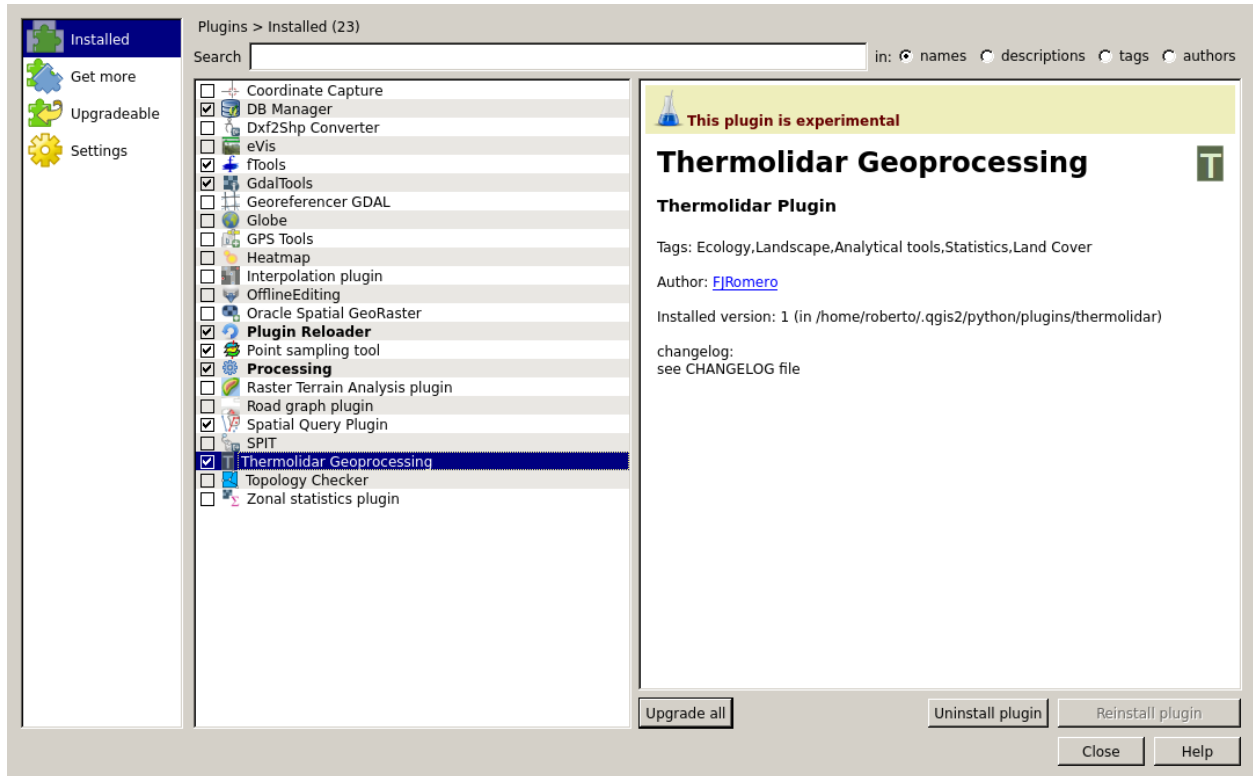 Installed
Get more
Upgradeable
Settings
Plugins > Installed (23)
Search in: names descriptions tags authors
Coordinate Capture
DB Manager
Dxf2Shp Converter
eVis
fTools
GdalTools
Georeferencer GDAL
Globe
GPS Tools
Heatmap
Interpolation plugin
OfflineEditing
Oracle Spatial GeoRaster
Plugin Reloader
Point sampling tool
Processing
Raster Terrain Analysis plugin
Road graph plugin
Spatial Query Plugin
SPIT
T Thermolidar Geoprocessing
Topology Checker
Zonal statistics plugin
This plugin is experimental
Thermolidar Geoprocessing T
Thermolidar Plugin
Tags: Ecology,Landscape,Analytical tools,Statistics,Land Cover
Author: FJRomero
Installed version: 1 (in /home/roberto/.qgis2/python/plugins/thermolidar)
changelog:
see CHANGELOG file
Upgrade all Uninstall plugin Reinstall plugin
Close Help